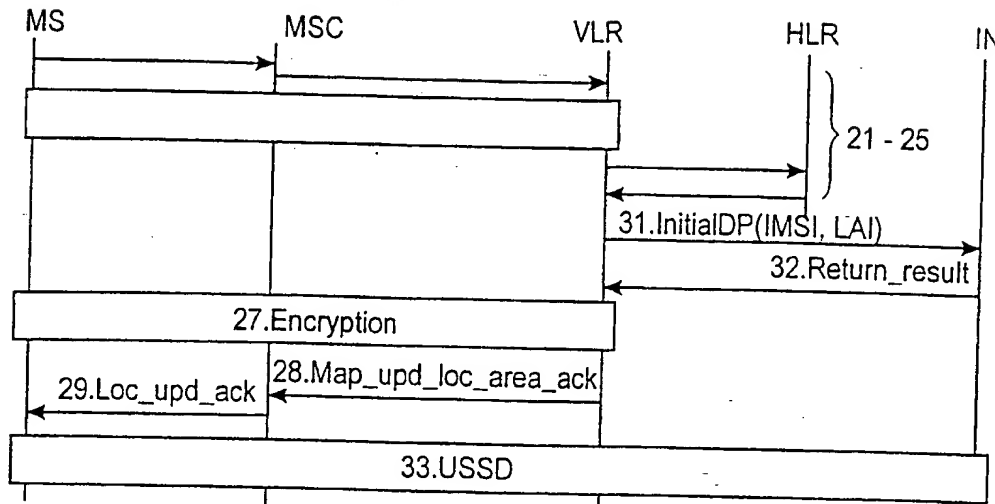 MS
MSC
VLR
HLR
IN
21 - 25
31.InitialDP(IMSI, LAI)
32.Return_result
27.Encryption
28.Map_upd_loc_area_ack
29.Loc_upd_ack
33.USSD